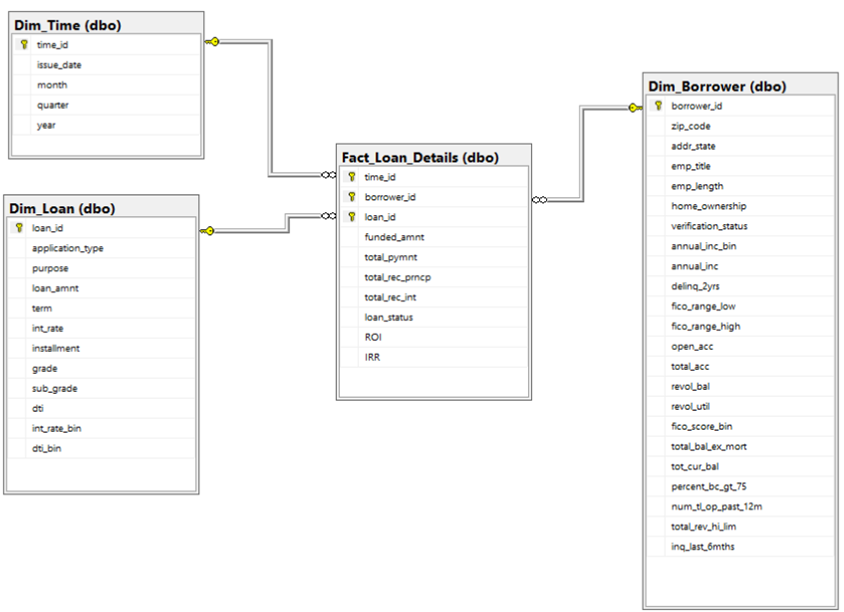 Dim_Time (dbo)
time_id
issue_date
month
quarter
year
Dim_Loan (dbo)
loan_id
application_type
purpose
loan_amnt
term
int_rate
installment
grade
sub_grade
dti
int_rate_bin
dti_bin
Fact_Loan_Details (dbo)
time_id
borrower_id
loan_id
funded_amnt
total_pymnt
total_rec_prncp
total_rec_int
loan_status
ROI
IRR
Dim_Borrower (dbo)
borrower_id
zip_code
addr_state
emp_title
emp_length
home_ownership
verification_status
annual_inc_bin
annual_inc
delinq_2yrs
fico_range_low
fico_range_high
open_acc
total_acc
revol_bal
revol_util
fico_score_bin
total_bal_ex_mort
tot_cur_bal
percent_bc_gt_75
num_tl_op_past_12m
total_rev_hi_lim
inq_last_6mths